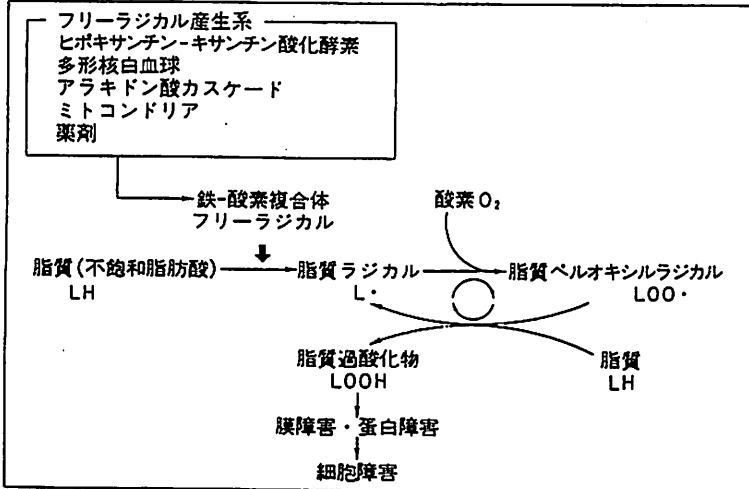 フリーラジカル産生系
ヒポキサンチン-キサンチン酸化酵素
多形核白血球
アラキドン酸カスケード
ミトコンドリア
薬剤
鉄-酸素複合体
フリーラジカル
酸素O₂
脂質(不飽和脂肪酸)
LH
脂質ラジカル
L・
脂質ペルオキシルラジカル
LOO・
脂質過酸化物
LOOH
脂質
LH
膜障害・蛋白障害
細胞障害